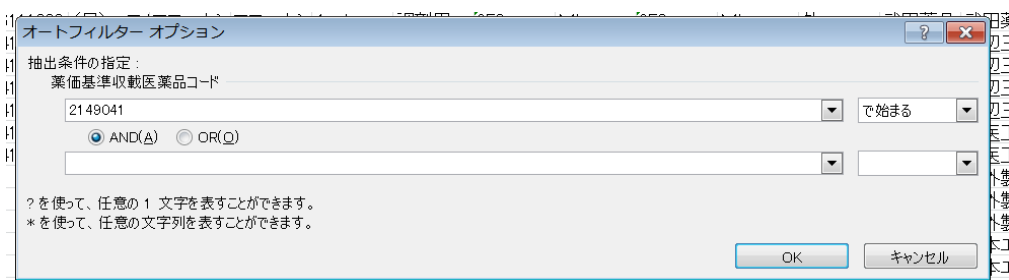 オートフィルター オプション
抽出条件の指定：
薬価基準収載医薬品コード
2149041 で始まる
AND(A) OR(O)
? を使って、任意の 1 文字を表すことができます。
* を使って、任意の文字列を表すことができます。
OK キャンセル